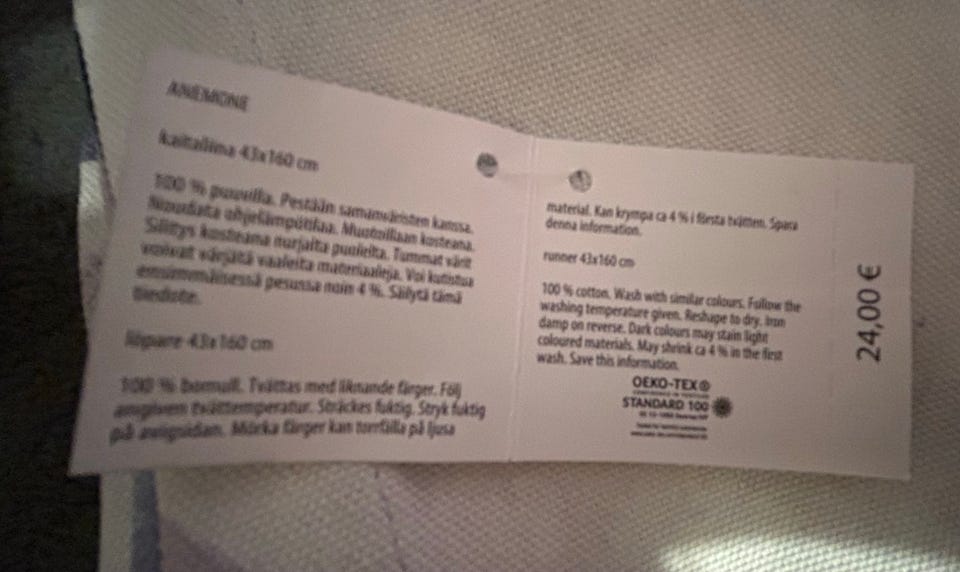 ANEMONE
kaitaliina 43x160 cm
100 % puuvilla. Pestään samanväristen kanssa.
Noudata ohjelämpötilaa. Muotoillaan kosteana.
Silitys kosteana nurjalta puolelta. Tummat värit
voivat värjätä vaaleita materiaaleja. Voi kutistua
ensimmäisessä pesussa noin 4 %. Säilytä tämä
tiedote.
löpare 43x160 cm
100 % bomull. Tvättas med liknande färger. Följ
angiven tvättemperatur. Sträckes fuktig. Stryk fuktig
på avigsidan. Mörka färger kan torrfälla på ljusa
material. Kan krympa ca 4 % i första tvätten. Spara
denna information.
runner 43x160 cm
100 % cotton. Wash with similar colours. Follow the
washing temperature given. Reshape to dry. Iron
damp on reverse. Dark colours may stain light
coloured materials. May shrink ca 4 % in the first
wash. Save this information.
OEKO-TEX®
STANDARD 100
24,00 €